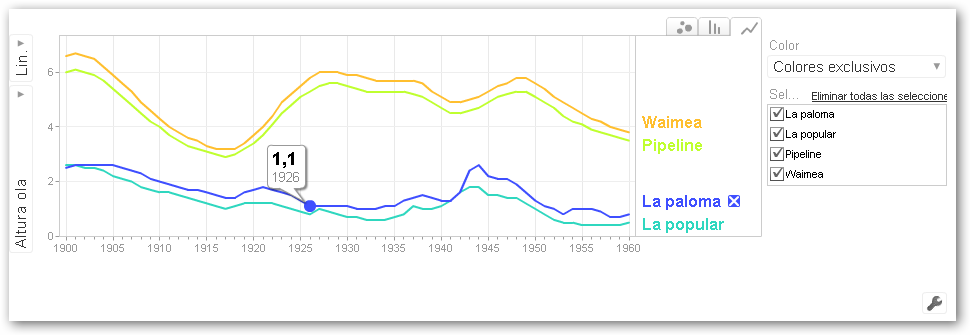 Lin.
Altura ola
6
4
2
0
1,1
1926
1900 1905 1910 1915 1920 1925 1930 1935 1940 1945 1950 1955 1960
Waimea
Pipeline
La paloma
La popular
Color
Colores exclusivos
Sel... Eliminar todas las seleccione
La paloma
La popular
Pipeline
Waimea